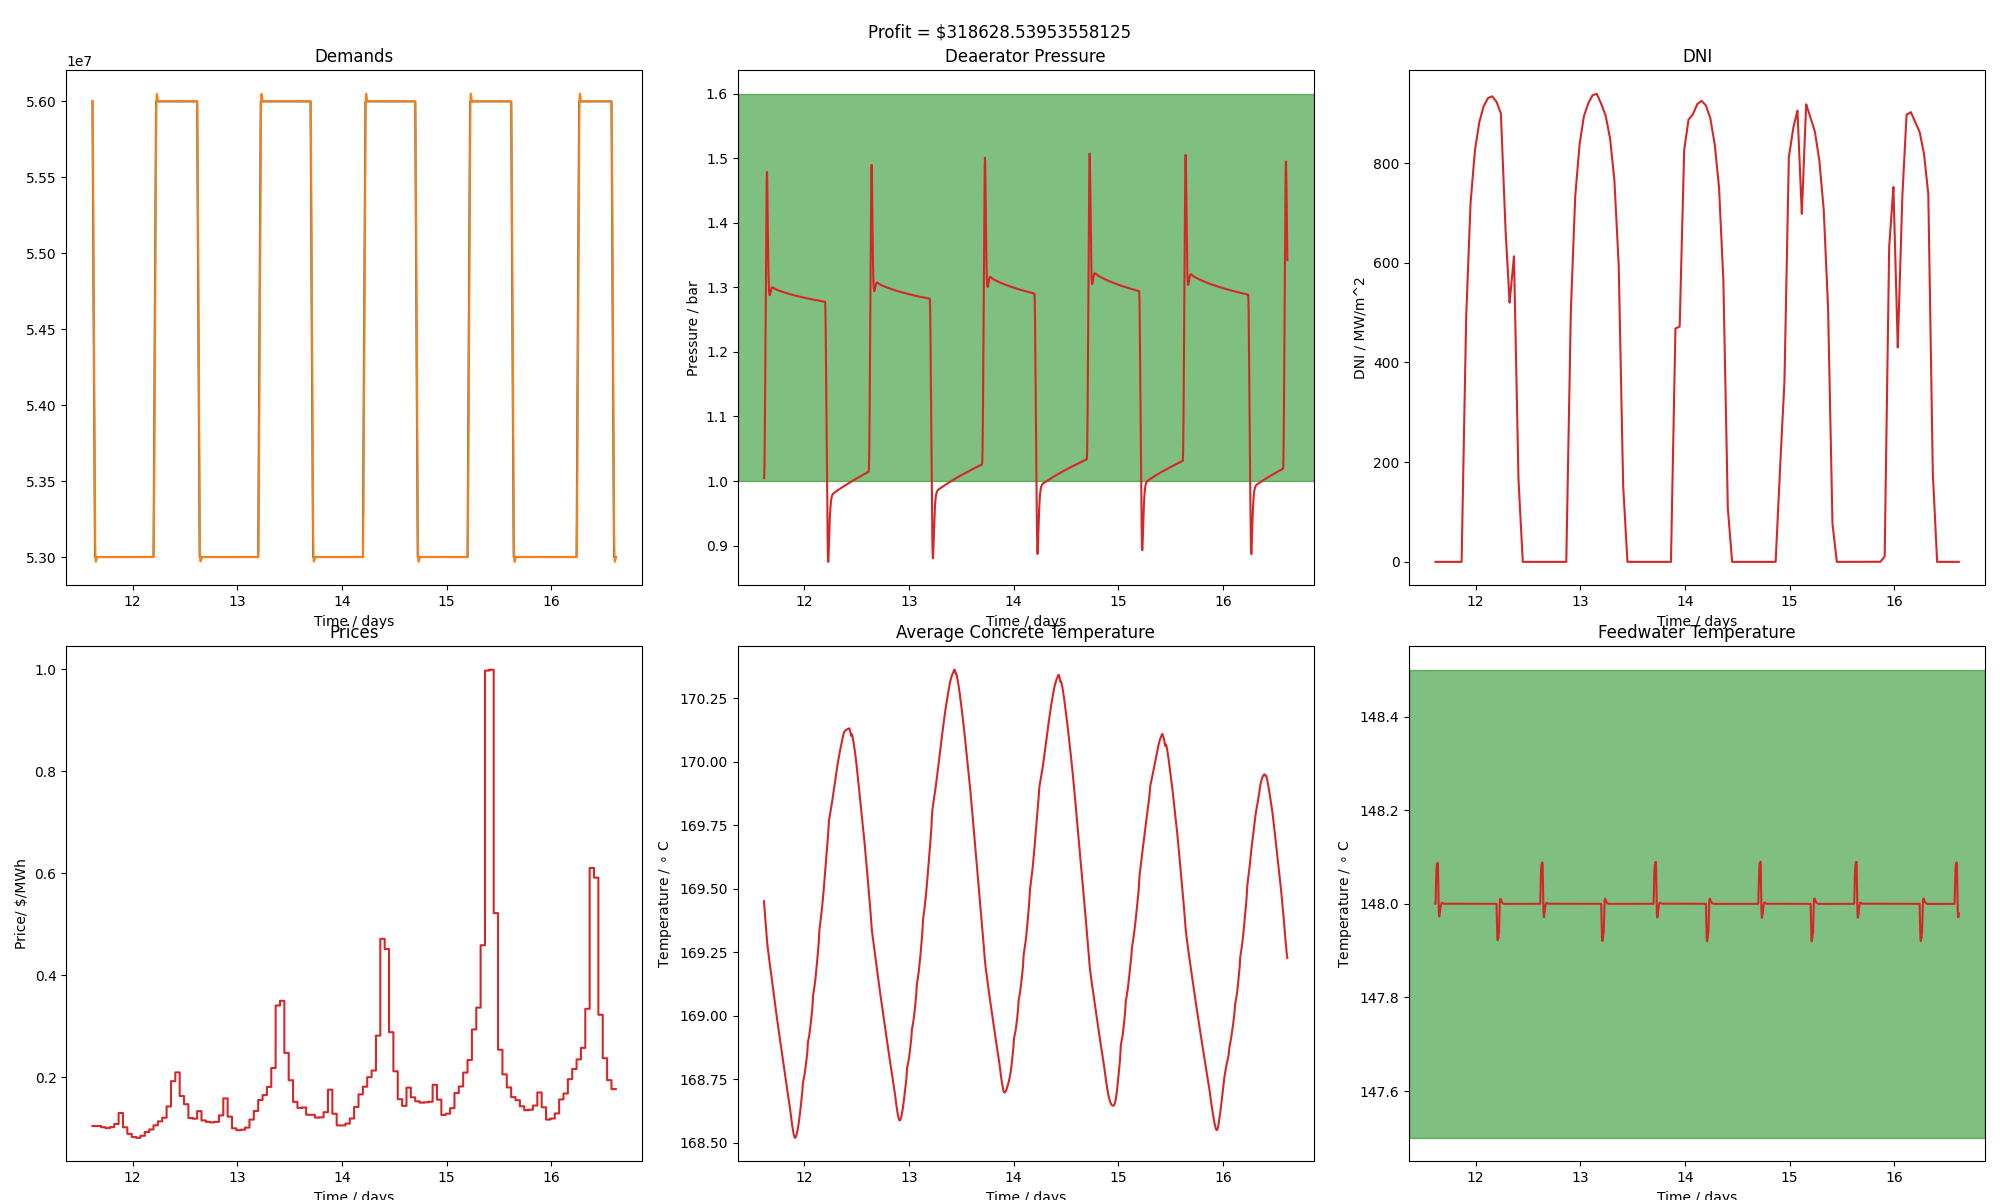 Profit = $318628.53953558125
Demands
1e7
5.60
5.55
5.50
5.45
5.40
5.35
5.30
12 13 14 15 16
Time / days
Deaerator Pressure
Pressure / bar
1.6
1.5
1.4
1.3
1.2
1.1
1.0
0.9
12 13 14 15 16
Time / days
DNI
DNI / MW/m^2
800
600
400
200
0
12 13 14 15 16
Time / days
Prices
Price/ $/MWh
1.0
0.8
0.6
0.4
0.2
12 13 14 15 16
Time / days
Average Concrete Temperature
Temperature / ∘ C
170.25
170.00
169.75
169.50
169.25
169.00
168.75
168.50
12 13 14 15 16
Time / days
Feedwater Temperature
Temperature / ∘ C
148.4
148.2
148.0
147.8
147.6
12 13 14 15 16
Time / days